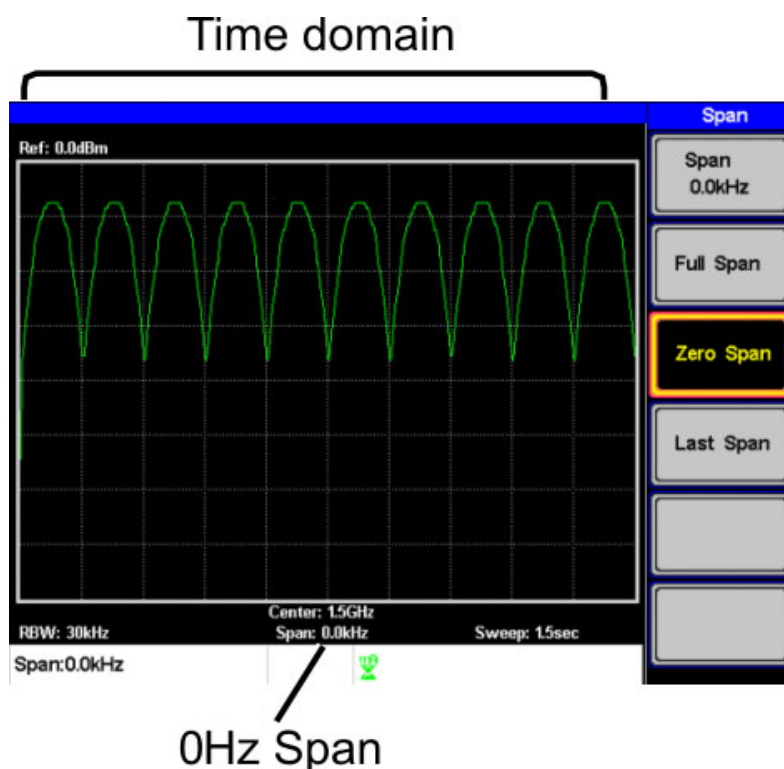 Time domain
Span
Ref: 0.0dBm
Span
0.0kHz
Full Span
Zero Span
Last Span
Center: 1.5GHz
RBW: 30kHz Span: 0.0kHz Sweep: 1.5sec
Span:0.0kHz
0Hz Span